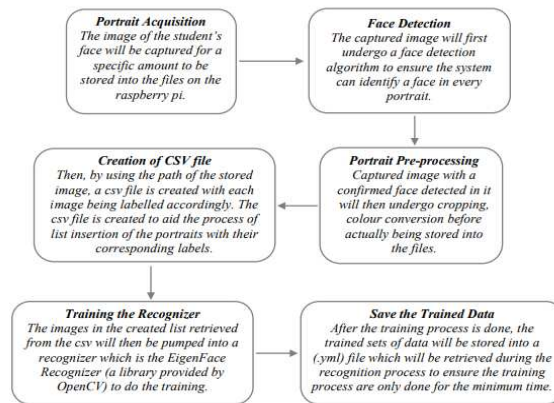 Portrait Acquisition
The image of the student's
face will be captured for a
specific amount to be
stored into the files on the
raspberry pi.
Face Detection
The captured image will first
undergo a face detection
algorithm to ensure the system
can identify a face in every
portrait.
Portrait Pre-processing
Captured image with a
confirmed face detected in it
will then undergo cropping,
colour conversion before
actually being stored into
the files.
Creation of CSV file
Then, by using the path of the stored
image, a csv file is created with each
image being labelled accordingly. The
csv file is created to aid the process of
list insertion of the portraits with their
corresponding labels.
Training the Recognizer
The images in the created list retrieved
from the csv will then be pumped into a
recognizer which is the EigenFace
Recognizer (a library provided by
OpenCV) to do the training.
Save the Trained Data
After the training process is done, the
trained sets of data will be stored into a
(.yml) file which will be retrieved during the
recognition process to ensure the training
process are only done for the minimum time.